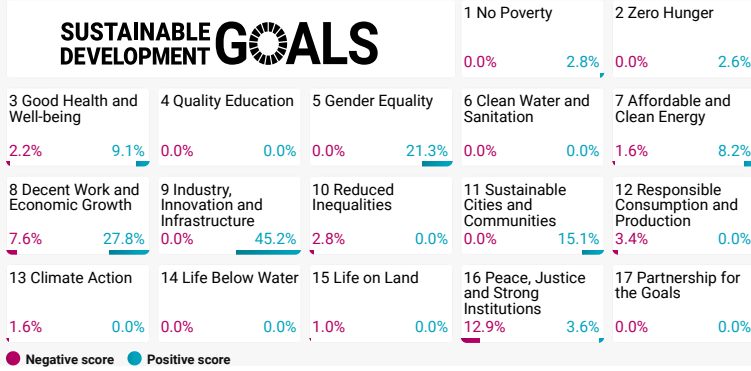 SUSTAINABLE
DEVELOPMENT
GOALS
1 No Poverty
0.0% 2.8%
2 Zero Hunger
0.0% 2.6%
3 Good Health and
Well-being
2.2% 9.1%
4 Quality Education
0.0% 0.0%
5 Gender Equality
0.0% 21.3%
6 Clean Water and
Sanitation
0.0% 0.0%
7 Affordable and
Clean Energy
1.6% 8.2%
8 Decent Work and
Economic Growth
7.6% 27.8%
9 Industry,
Innovation and
Infrastructure
0.0% 45.2%
10 Reduced
Inequalities
2.8% 0.0%
11 Sustainable
Cities and
Communities
0.0% 15.1%
12 Responsible
Consumption and
Production
3.4% 0.0%
13 Climate Action
1.6% 0.0%
14 Life Below Water
0.0% 0.0%
15 Life on Land
1.0% 0.0%
16 Peace, Justice
and Strong
Institutions
12.9% 3.6%
17 Partnership for
the Goals
0.0% 0.0%
Negative score Positive score